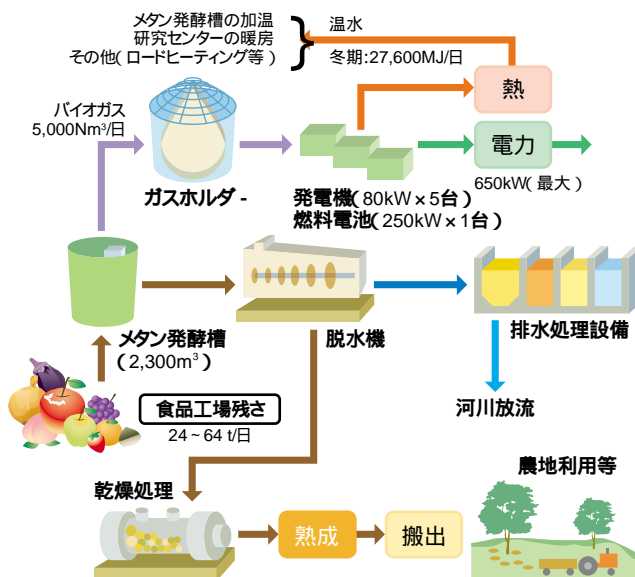 メタン発酵槽の加温
研究センターの暖房
その他(ロードヒーティング等)
温水
冬期:27,600MJ/日
熱
バイオガス
5,000Nm³/日
電力
650kW(最大)
ガスホルダ-
発電機(80kW×5台)
燃料電池(250kW×1台)
メタン発酵槽
(2,300m³)
脱水機
排水処理設備
河川放流
食品工場残さ
24~64 t/日
農地利用等
乾燥処理
熟成
搬出